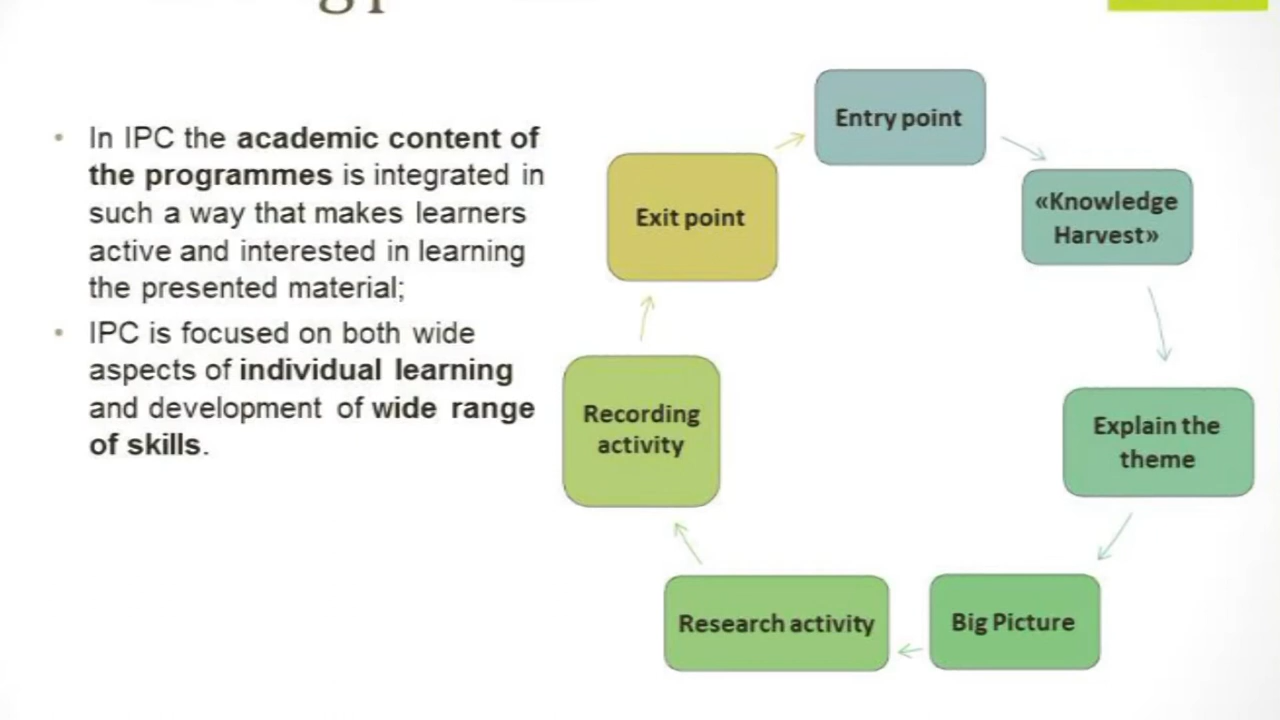 • In IPC the academic content of
the programmes is integrated in
such a way that makes learners
active and interested in learning
the presented material;
• IPC is focused on both wide
aspects of individual learning
and development of wide range
of skills.
Entry point
«Knowledge
Harvest»
Explain the
theme
Big Picture
Research activity
Recording
activity
Exit point